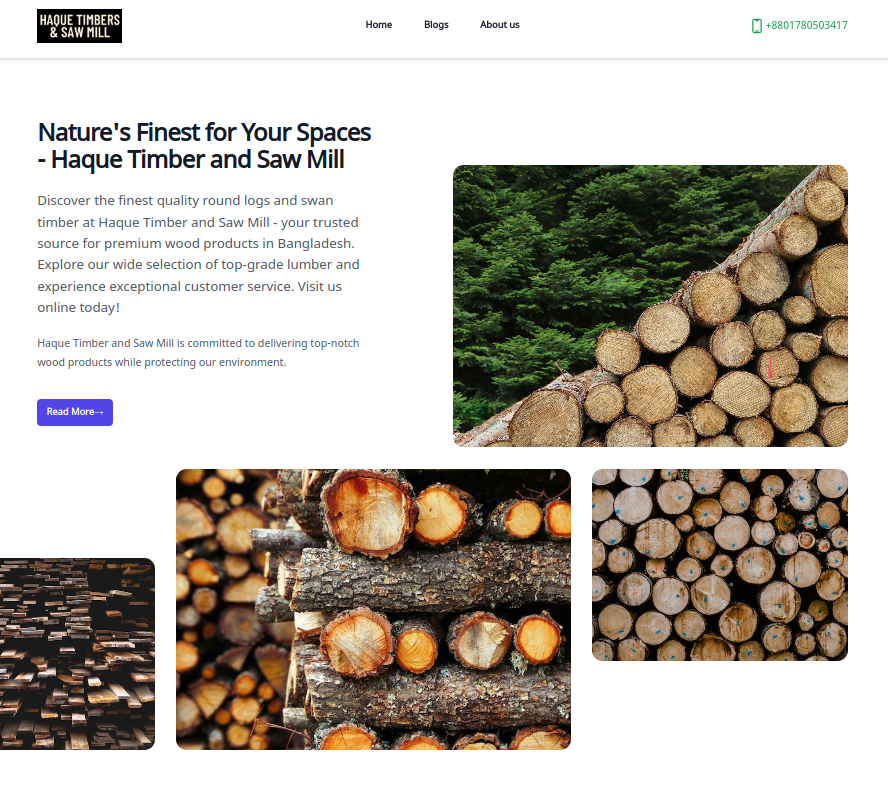 HAQUE TIMBERS
& SAW MILL
Home
Blogs
About us
+8801780503417
Nature's Finest for Your Spaces
- Haque Timber and Saw Mill
Discover the finest quality round logs and swan
timber at Haque Timber and Saw Mill - your trusted
source for premium wood products in Bangladesh.
Explore our wide selection of top-grade lumber and
experience exceptional customer service. Visit us
online today!
Haque Timber and Saw Mill is committed to delivering top-notch
wood products while protecting our environment.
Read More→